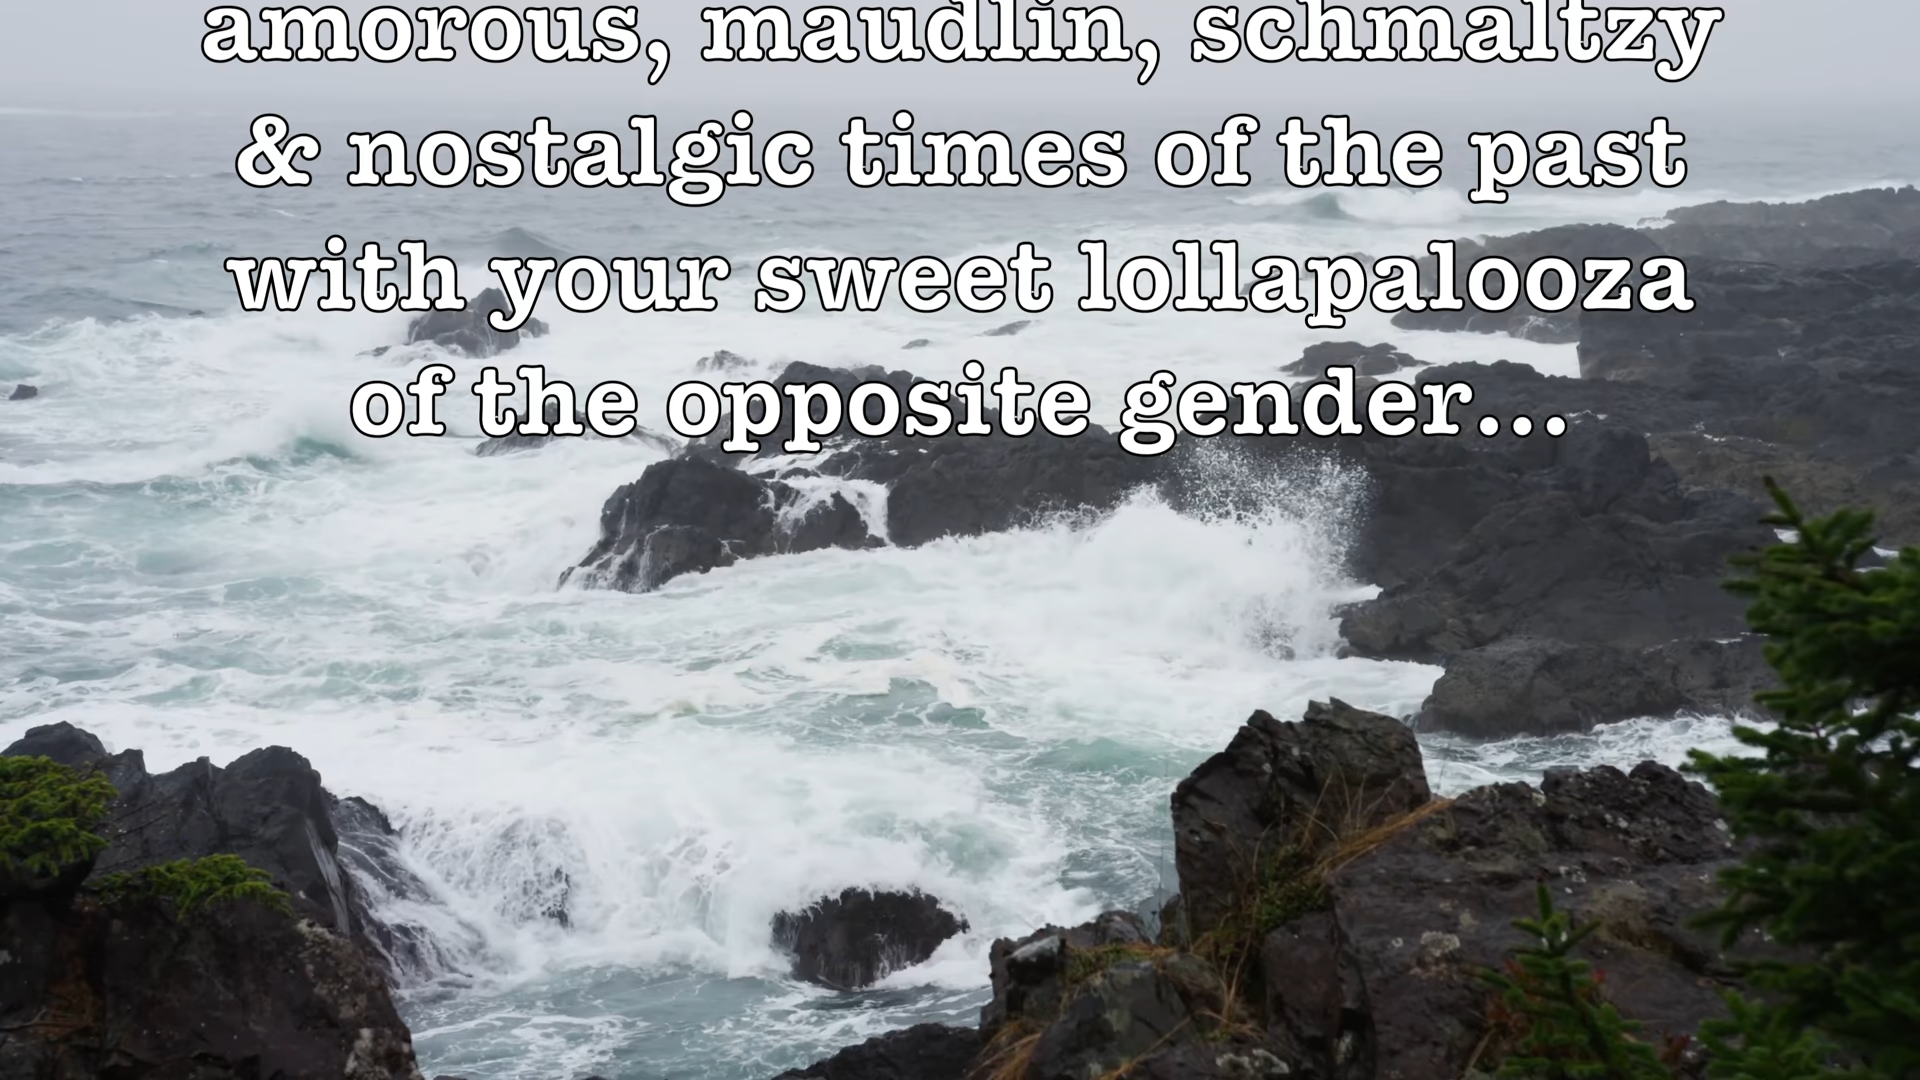 amorous, maudlin, schmaltzy
& nostalgic times of the past
with your sweet lollapalooza
of the opposite gender...